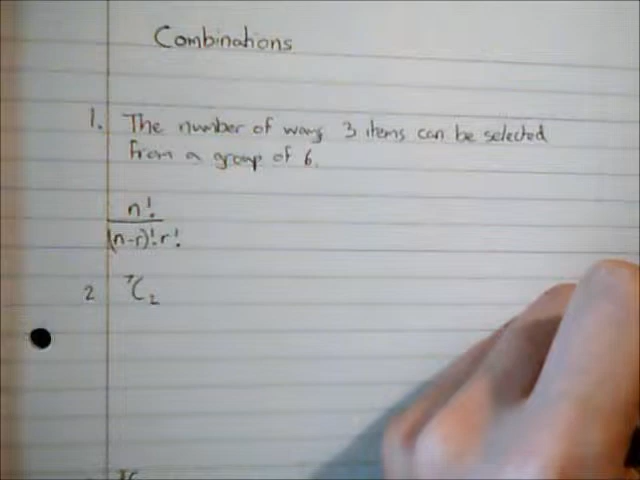 Combinations
1. The number of ways 3 items can be selected
from a group of 6.
n!
(n-r)!r!
2 ⁷C₂